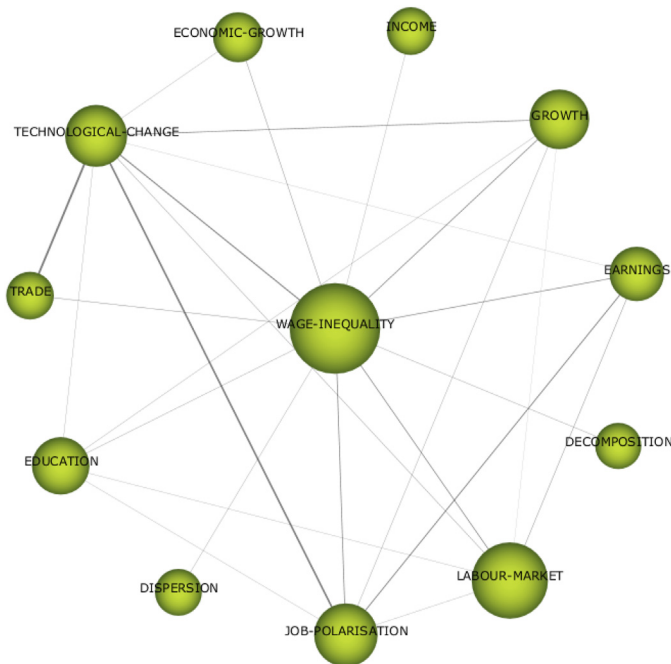 INCOME
ECONOMIC-GROWTH
GROWTH
TECHNOLOGICAL-CHANGE
EARNINGS
TRADE
WAGE-INEQUALITY
DECOMPOSITION
EDUCATION
LABOUR-MARKET
DISPERSION
JOB-POLARISATION